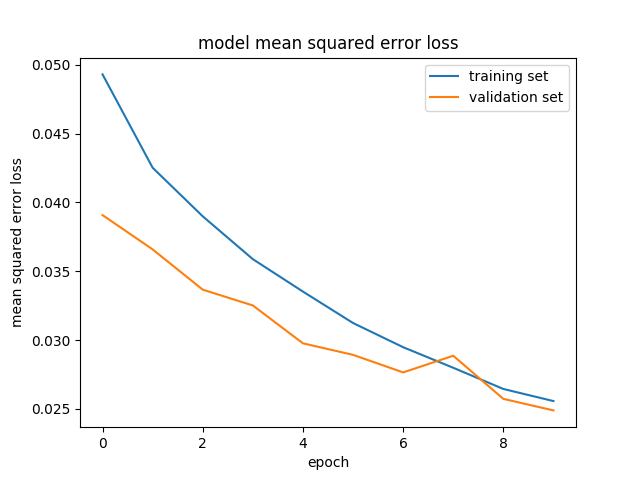 model mean squared error loss
training set
validation set
0.050
0.045
0.040
0.035
0.030
0.025
mean squared error loss
0 2 4 6 8
epoch